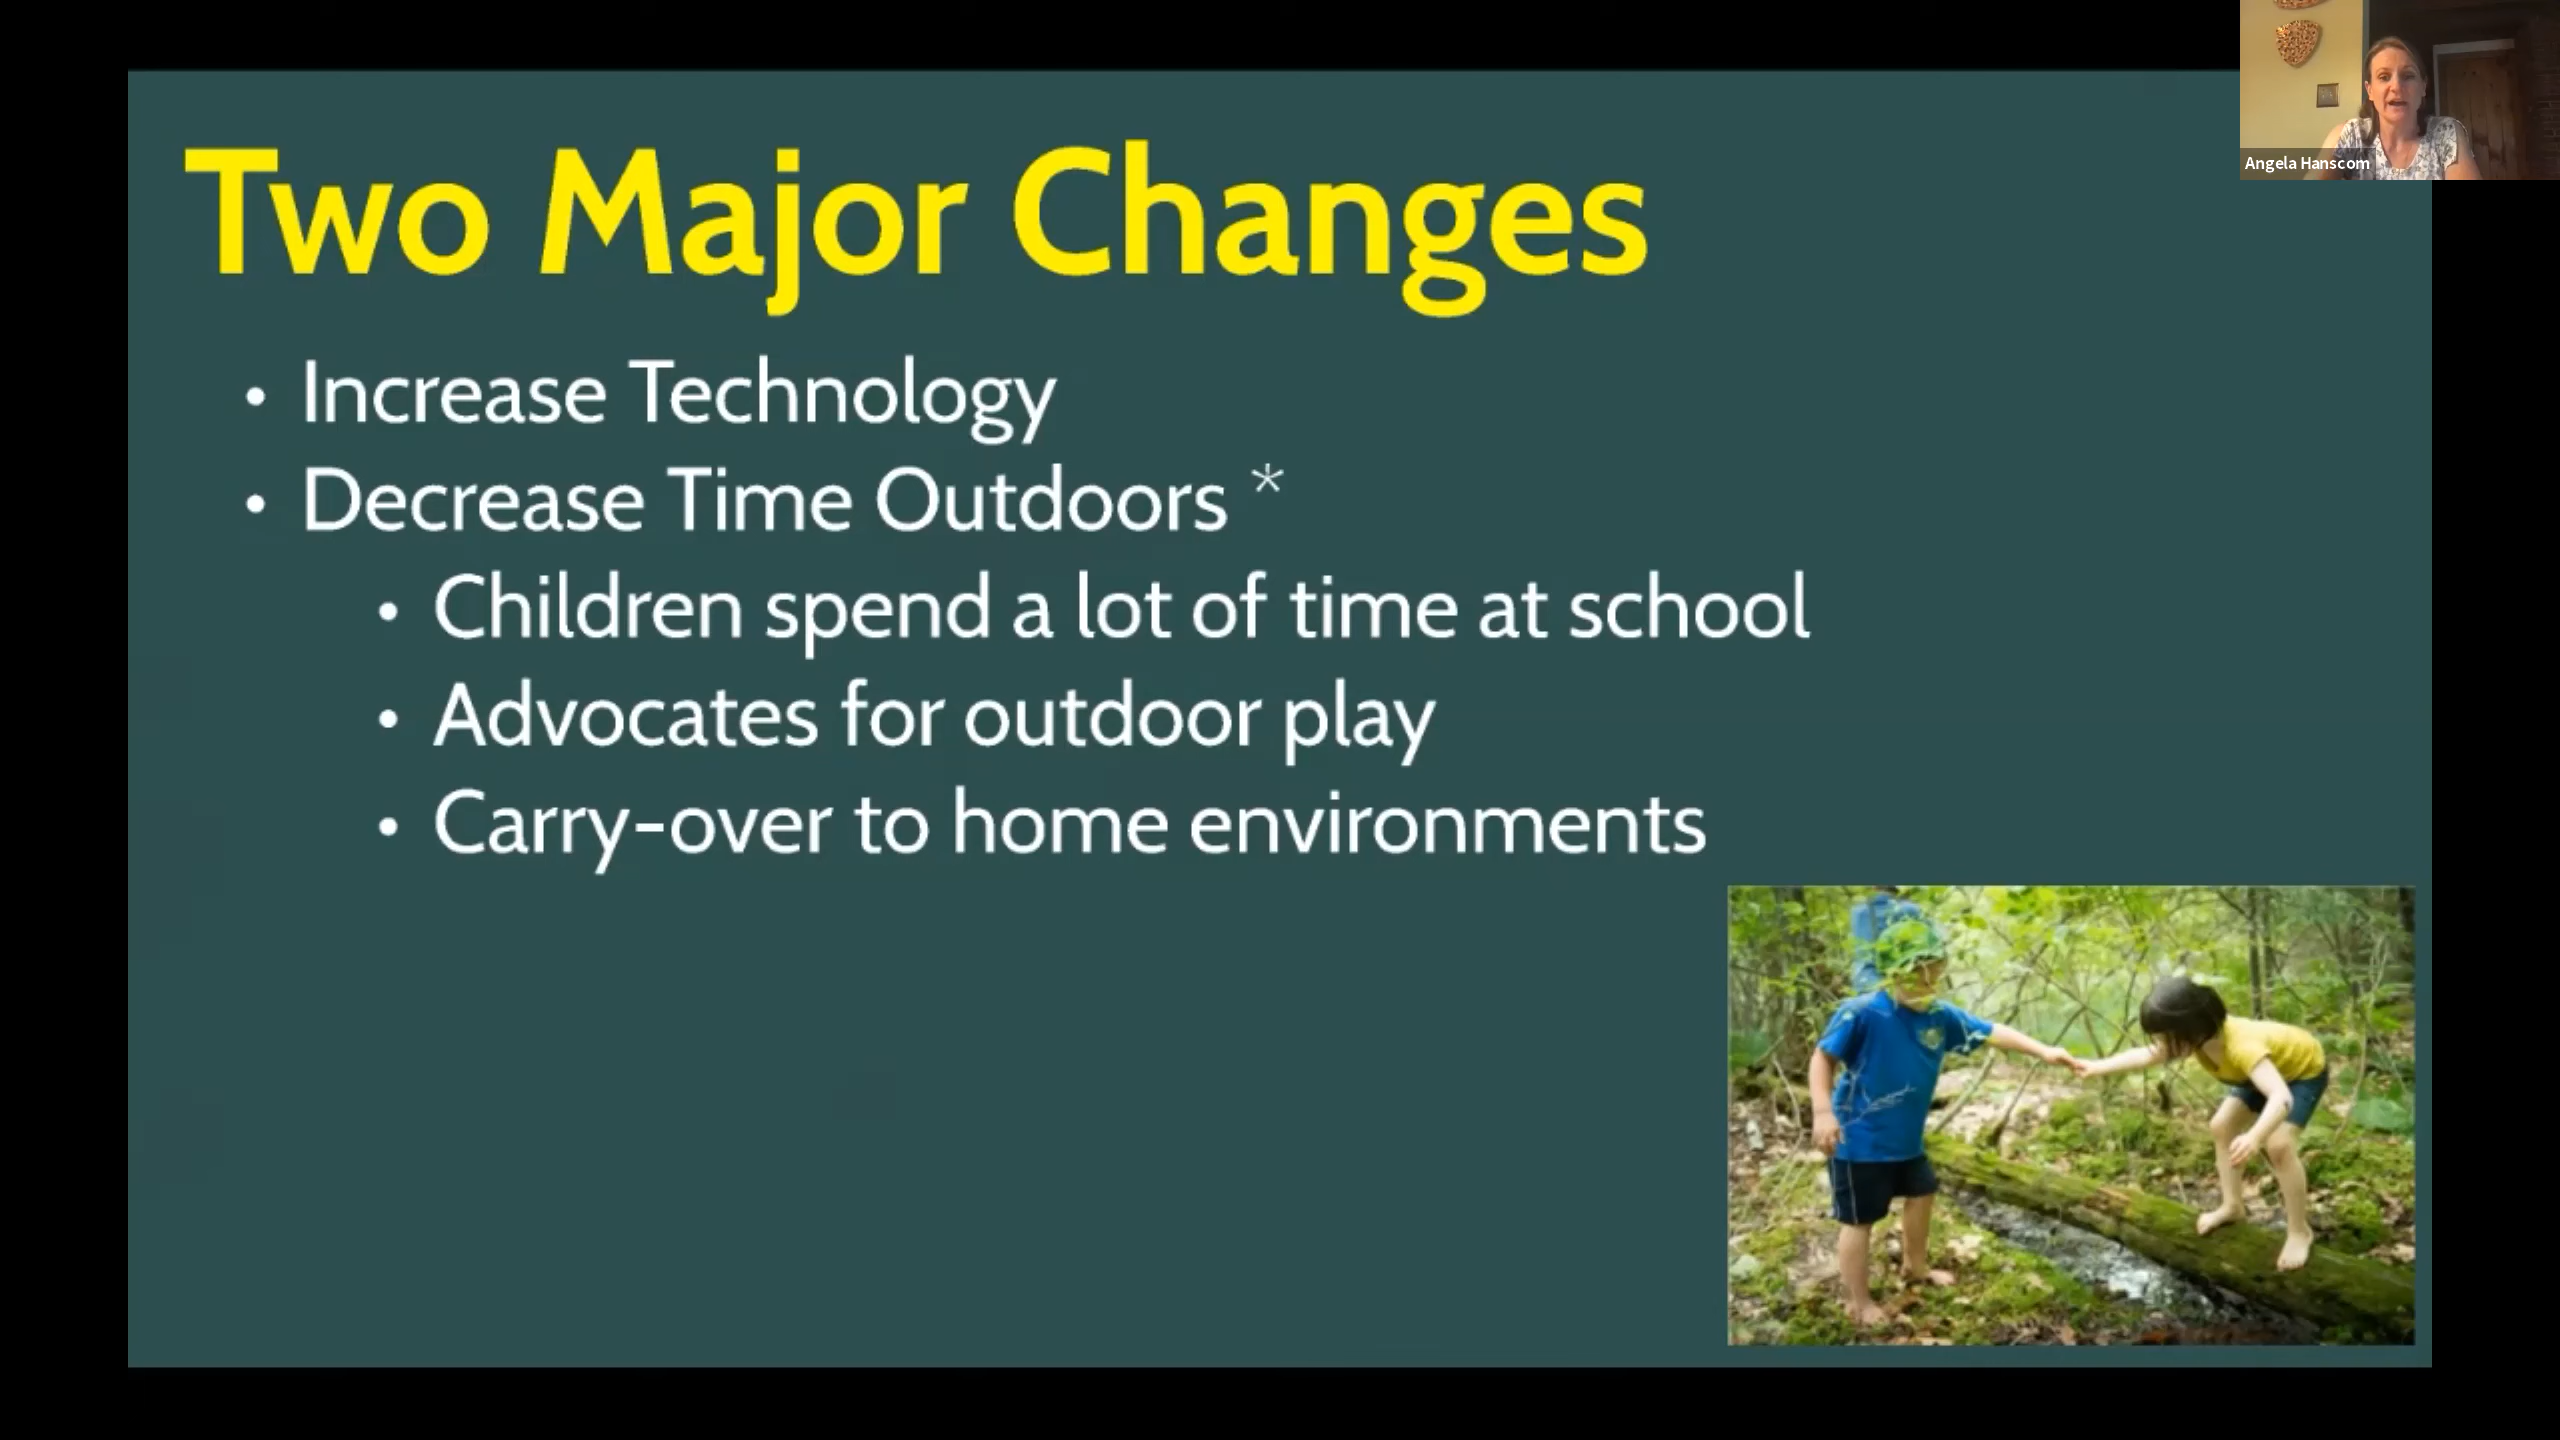 Two Major Changes
• Increase Technology
• Decrease Time Outdoors *
• Children spend a lot of time at school
• Advocates for outdoor play
• Carry-over to home environments
Angela Hanscom